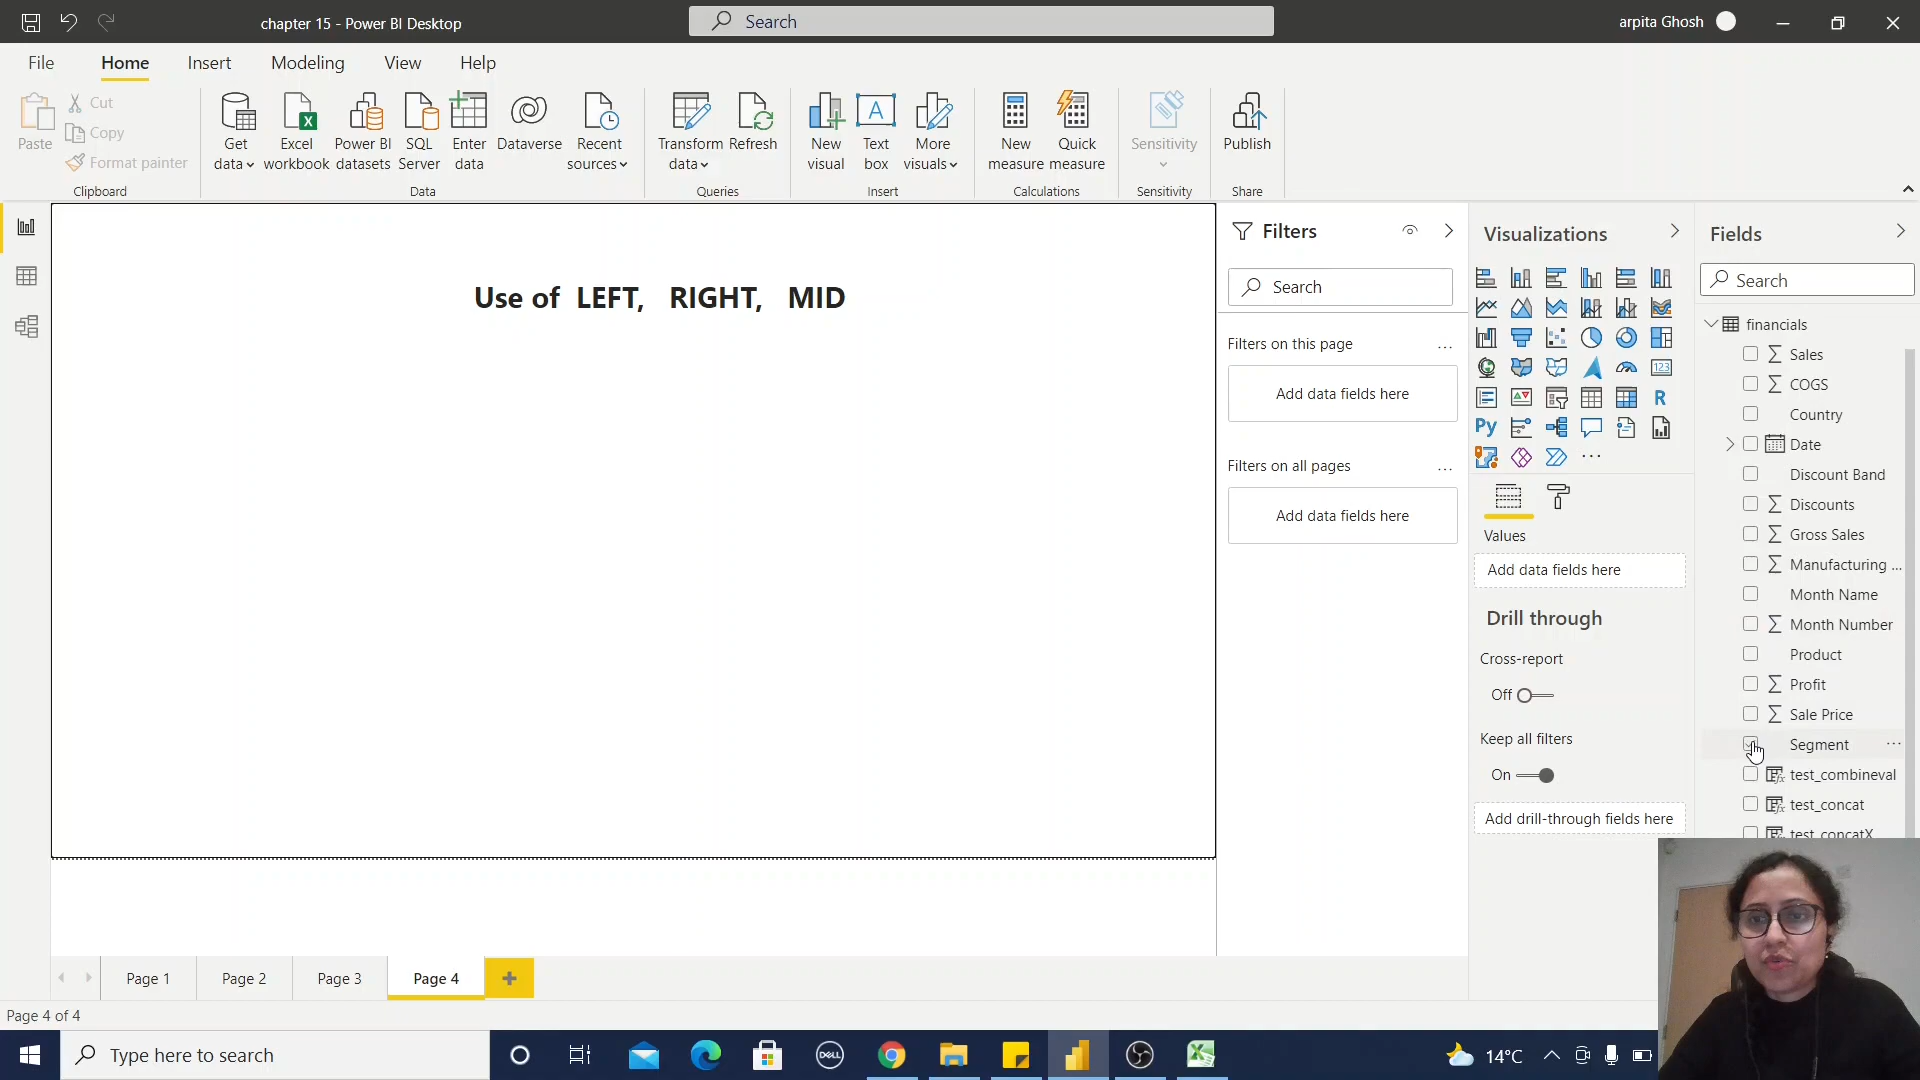 chapter 15 - Power BI Desktop
Search
arpita Ghosh
File Home Insert Modeling View Help
Paste
Cut
Copy
Format painter
Clipboard
Get data
Excel workbook
Power BI datasets
SQL Server
Enter data
Dataverse
Recent sources
Data
Transform data
Refresh
Queries
New visual
Text box
More visuals
Insert
New measure
Quick measure
Calculations
Sensitivity
Sensitivity
Publish
Share
Use of LEFT, RIGHT, MID
Filters
Search
Filters on this page ...
Add data fields here
Filters on all pages ...
Add data fields here
Visualizations
123
R
Py
...
Values
Add data fields here
Drill through
Cross-report
Off
Keep all filters
On
Add drill-through fields here
Fields
Search
financials
Sales
COGS
Country
Date
Discount Band
Discounts
Gross Sales
Manufacturing ...
Month Name
Month Number
Product
Profit
Sale Price
Segment ...
test_combineval
test_concat
test_concatX
Page 1 Page 2 Page 3 Page 4 +
Page 4 of 4
Type here to search
DELL
14°C